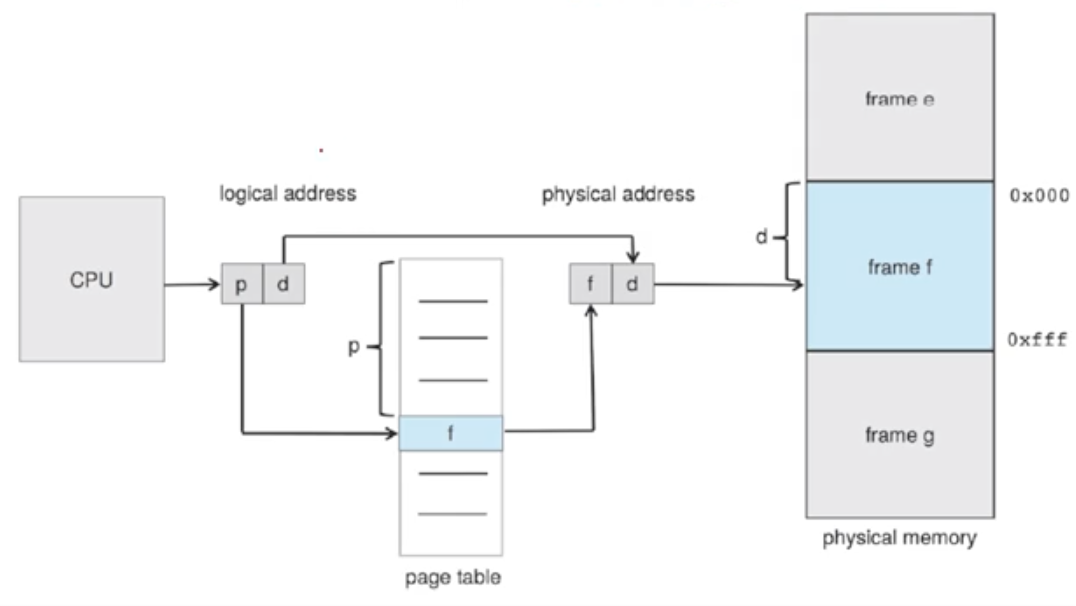 frame e
logical address
physical address
0x000
d
frame f
CPU
p d
f d
p
0xfff
f
frame g
physical memory
page table